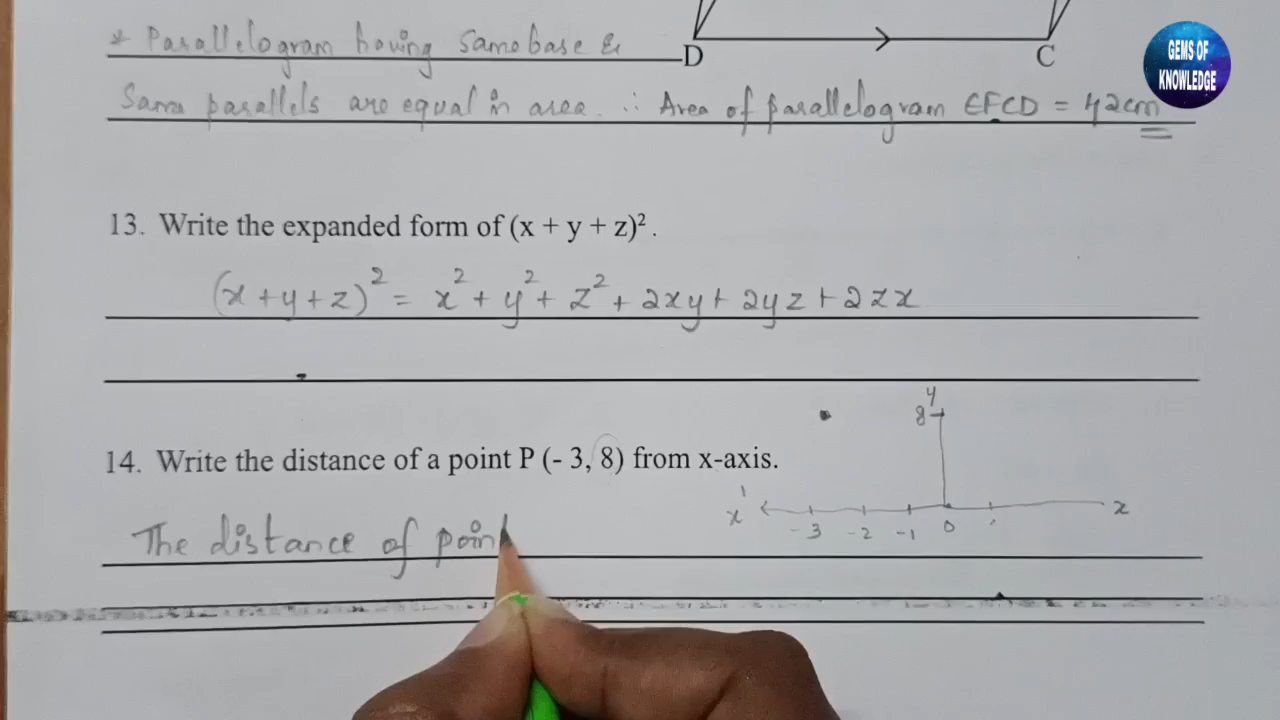 * Parallelogram having same base &
D
C
GEMS OF
KNOWLEDGE
Same parallels are equal in area. ∴ Area of parallelogram EFCD = 42cm
13. Write the expanded form of (x + y + z)².
(x + y + z)² = x² + y² + z² + 2xy + 2yz + 2zx
y
8
14. Write the distance of a point P (- 3, 8) from x-axis.
x' -3 -2 -1 0 x
The distance of point